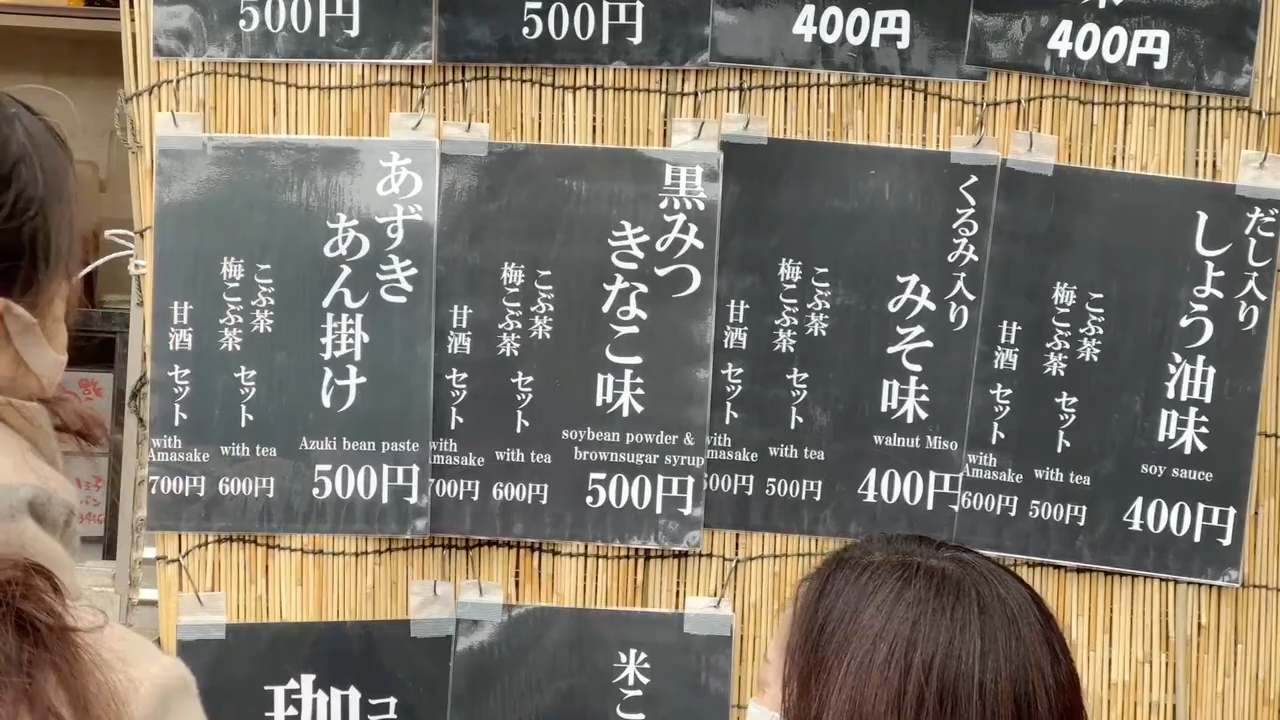 500円
500円
400円
400円
あずき
あん掛け
こぶ茶
梅こぶ茶 セット
甘酒 セット
Azuki bean paste
with tea
with
Amasake
500円
600円
700円
黒みつ
きなこ味
こぶ茶
梅こぶ茶 セット
甘酒 セット
soybean powder &
brownsugar syrup
with tea
with
Amasake
500円
600円
700円
くるみ入り
みそ味
こぶ茶
梅こぶ茶 セット
甘酒 セット
walnut Miso
with tea
with
Amasake
400円
500円
600円
だし入り
しょう油味
こぶ茶
梅こぶ茶 セット
甘酒 セット
soy sauce
with tea
with
Amasake
400円
500円
600円
珈
コ
米こ